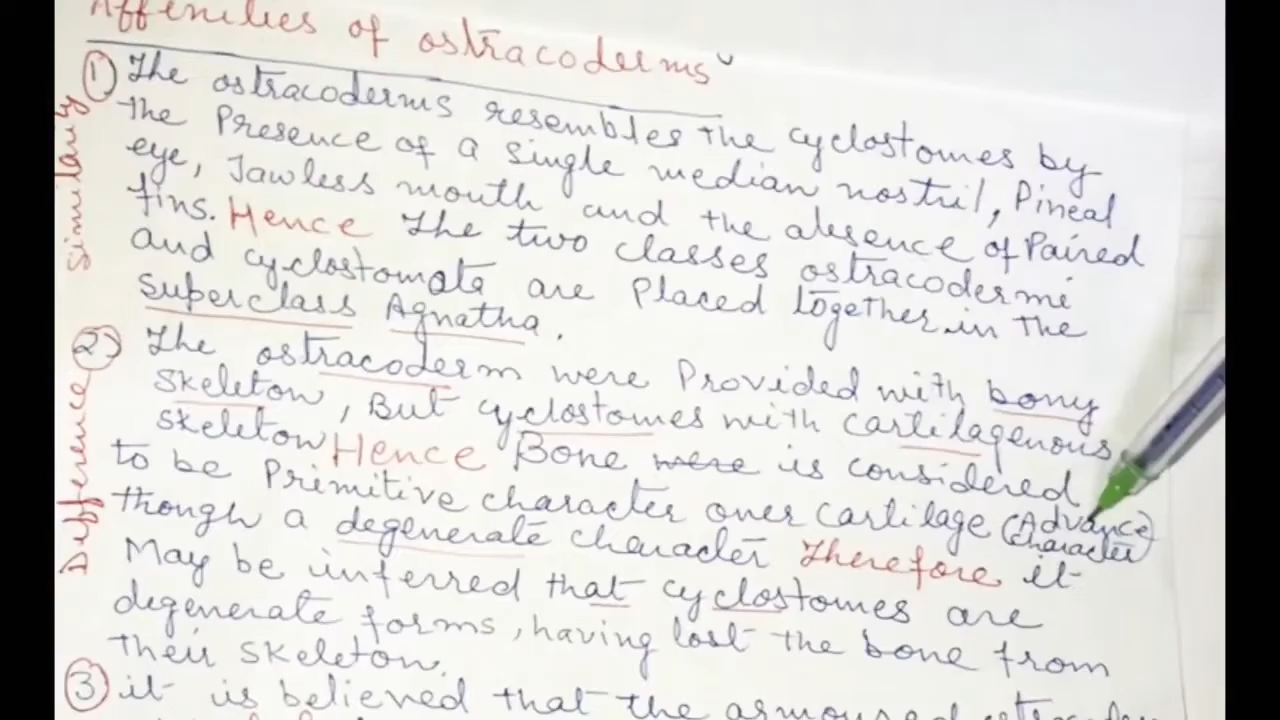 Affenities of ostracoderms
① The ostracoderms resembles the cyclostomes by
the Presence of a single median nostril, Pineal
eye, Jawless mouth and the absence of Paired
fins. Hence The two classes ostracodermi
and cyclostomata are Placed together in the
superclass Agnatha.
similarity
② The ostracoderm were Provided with bony
skeleton, But cyclostomes with cartilagenous
skeleton Hence Bone were is considered
to be Primitive character over cartilage (Advance character)
though a degenerate character Therefore it
May be inferred that cyclostomes are
degenerate forms, having lost the bone from
their skeleton.
Difference
③ it is believed that the armoured